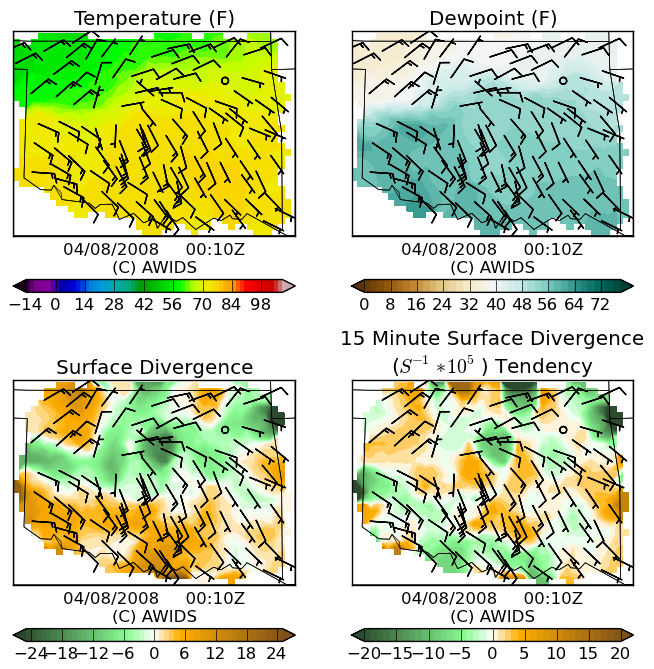 Temperature (F)
Dewpoint (F)
04/08/2008 00:10Z
(C) AWIDS
−14 0 14 28 42 56 70 84 98
04/08/2008 00:10Z
(C) AWIDS
0 8 16 24 32 40 48 56 64 72
Surface Divergence
15 Minute Surface Divergence
(S⁻¹ *10⁵ ) Tendency
04/08/2008 00:10Z
(C) AWIDS
−24 −18 −12 −6 0 6 12 18 24
04/08/2008 00:10Z
(C) AWIDS
−20 −15 −10 −5 0 5 10 15 20